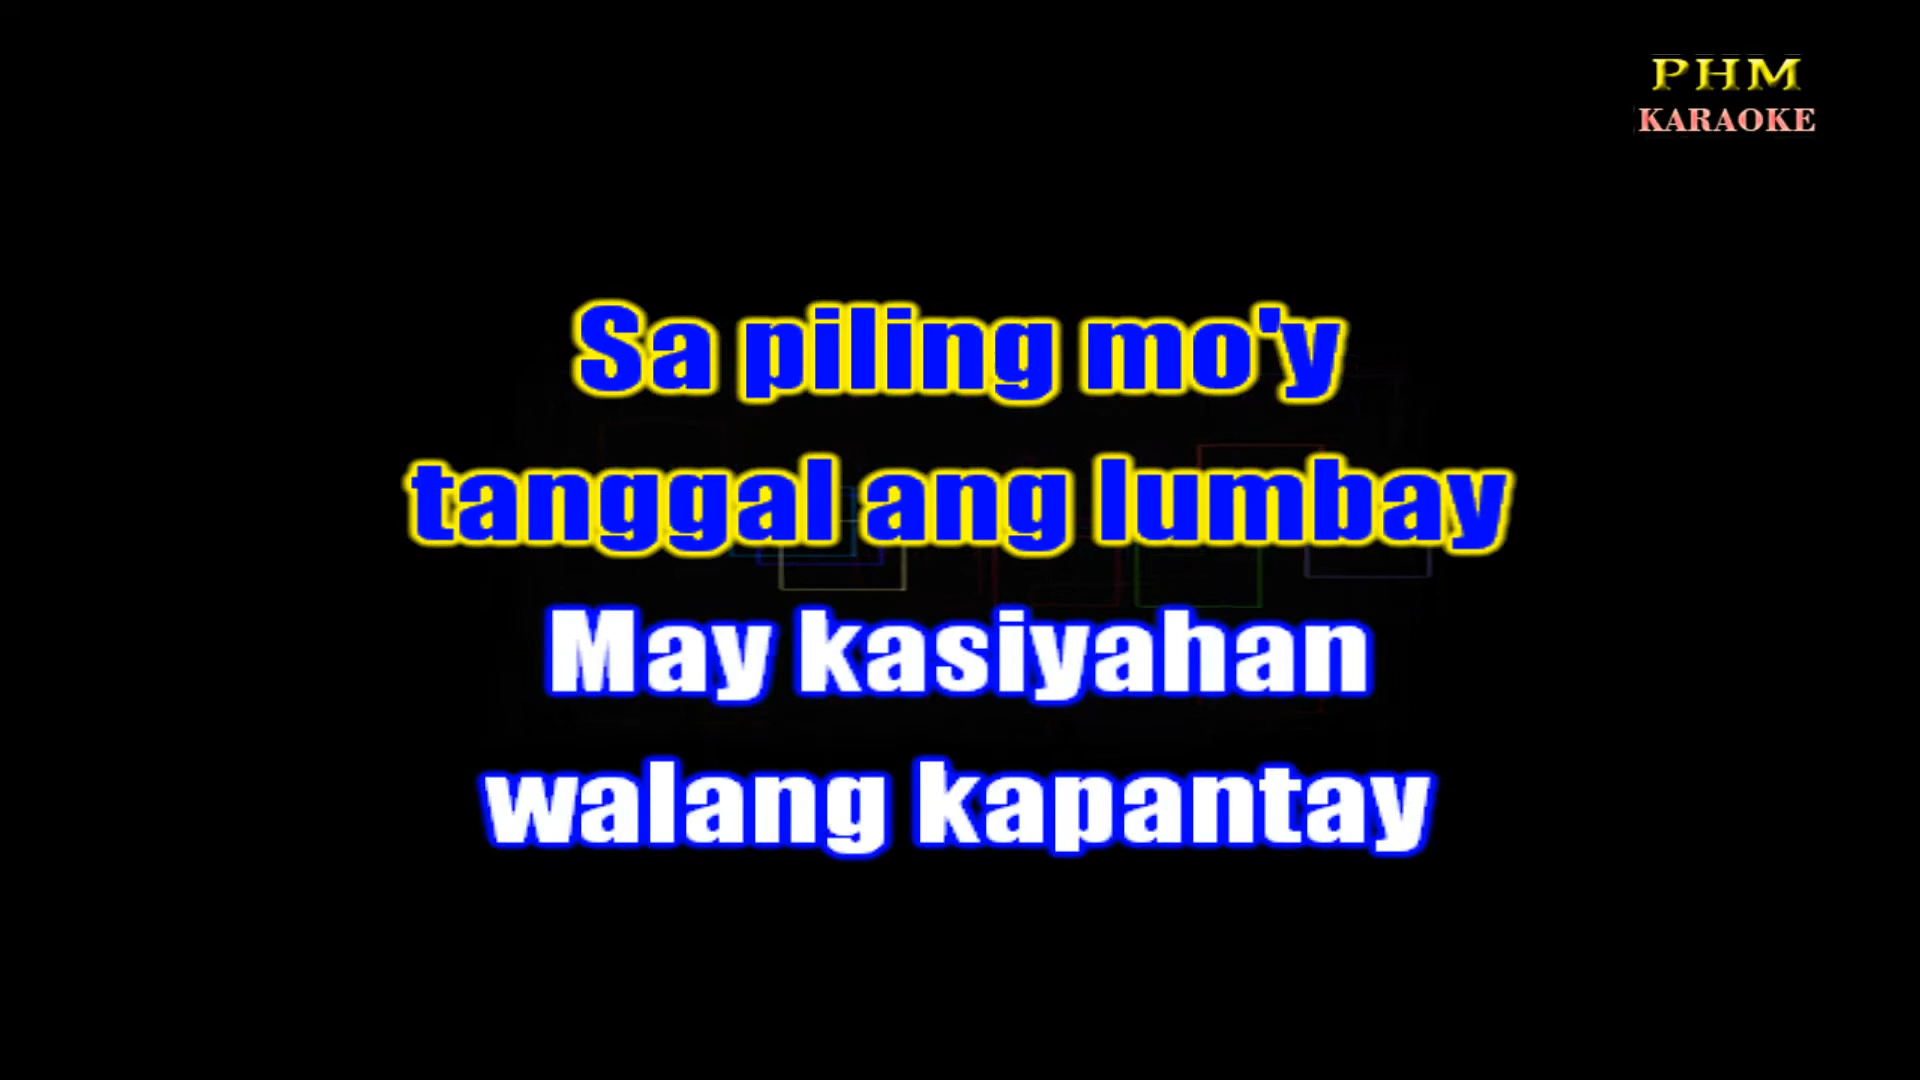 PHM
KARAOKE
Sa piling mo'y
tanggal ang lumbay
May kasiyahan
walang kapantay